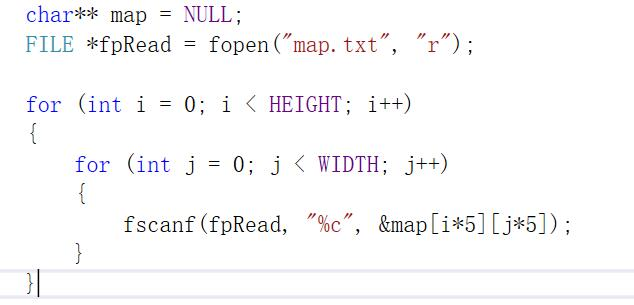 char** map = NULL;
FILE *fpRead = fopen("map.txt", "r");
for (int i = 0; i < HEIGHT; i++)
{
for (int j = 0; j < WIDTH; j++)
{
fscanf(fpRead, "%c", &map[i*5][j*5]);
}
}